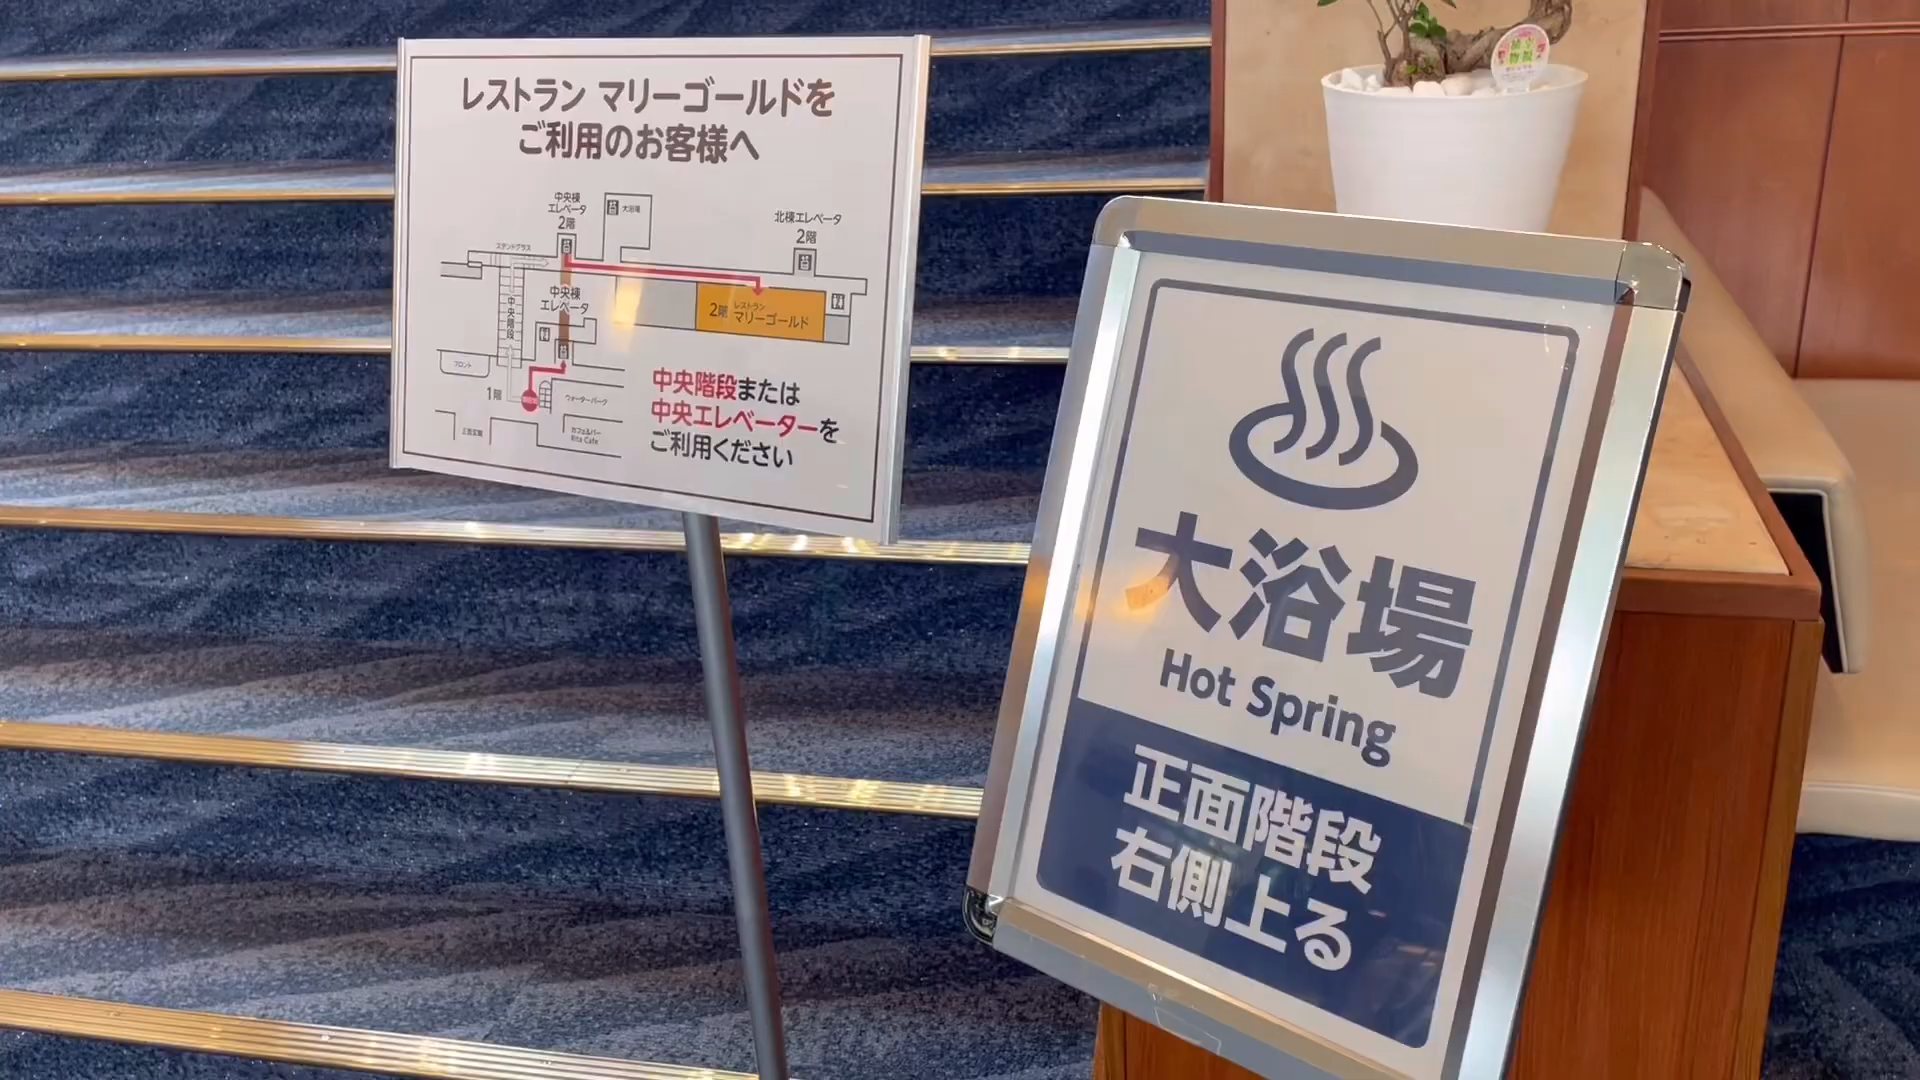 レストラン マリーゴールドを
ご利用のお客様へ
中央棟
エレベータ
2階
大浴場
北棟エレベータ
2階
ステンドグラス
中央棟
エレベータ
中央階段
2階
レストラン
マリーゴールド
フロント
1階
ウォーターパーク
正面玄関
カフェ&バー
Rita Cafe
中央階段または
中央エレベーターを
ご利用ください
大浴場
Hot Spring
正面階段
右側上る